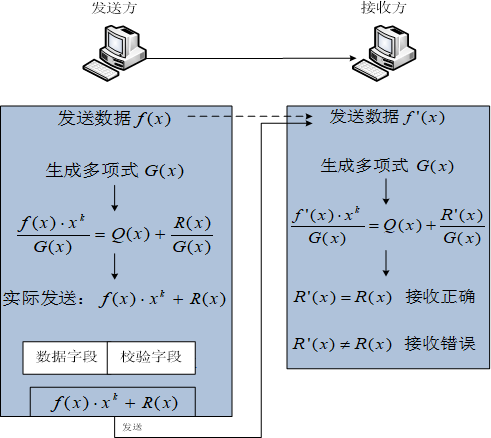 发送方
接收方
发送数据 f(x)
生成多项式 G(x)
f(x)·x^k / G(x) = Q(x) + R(x) / G(x)
实际发送： f(x)·x^k + R(x)
数据字段 校验字段
f(x)·x^k + R(x)
发送
发送数据 f'(x)
生成多项式 G(x)
f'(x)·x^k / G(x) = Q(x) + R'(x) / G(x)
R'(x) = R(x) 接收正确
R'(x) ≠ R(x) 接收错误